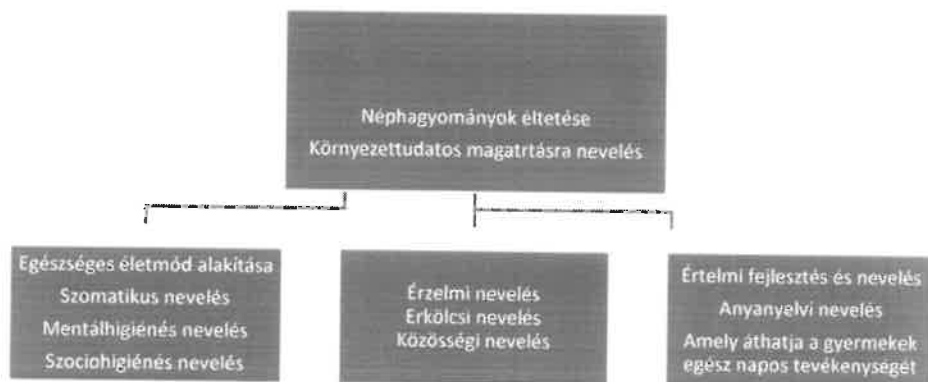 Néphagyományok éltetése
Környezettudatos magatrtásra nevelés
Egészséges életmód alakítása
Szomatikus nevelés
Mentálhigiénés nevelés
Szociohigiénés nevelés
Érzelmi nevelés
Erkölcsi nevelés
Közösségi nevelés
Értelmi fejlesztés és nevelés
Anyanyelvi nevelés
Amely áthatja a gyermekek
egész napos tevékenységét